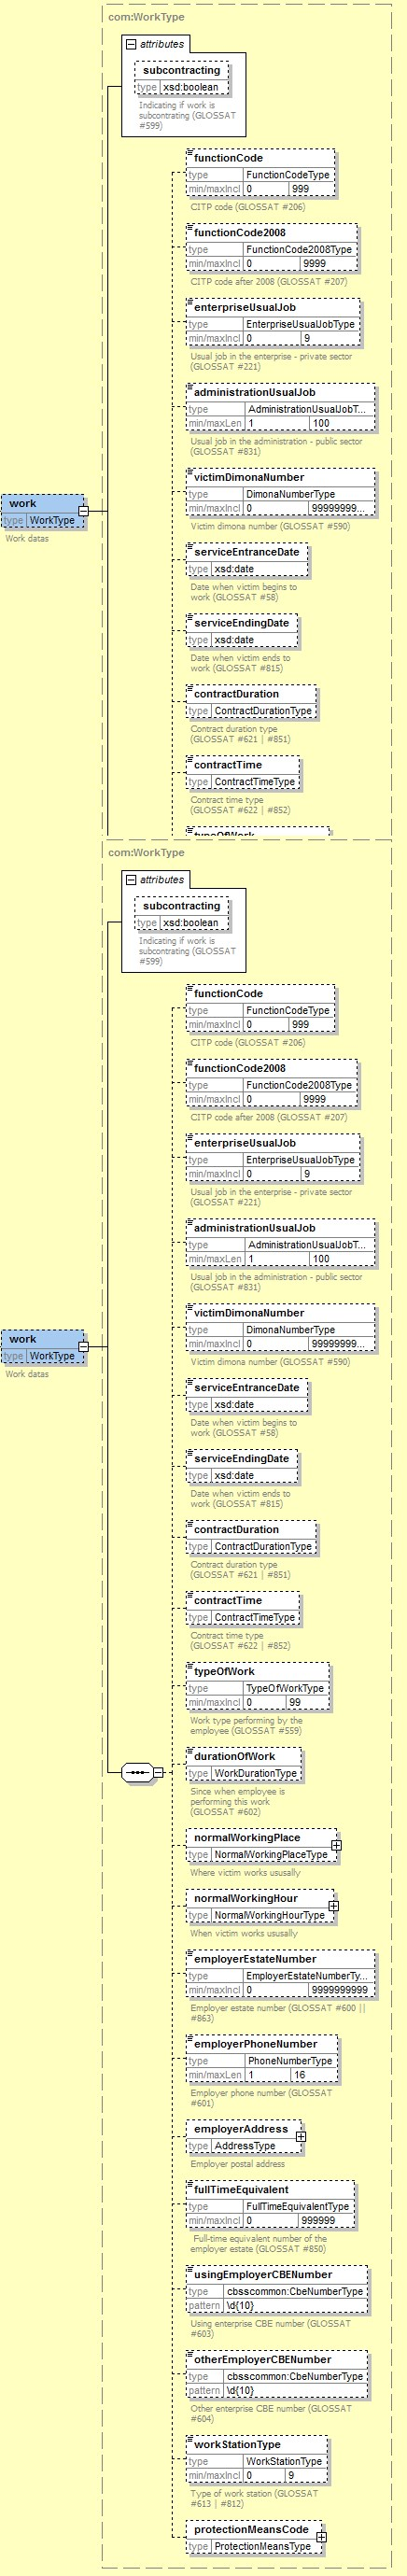 com:WorkType
attributes
subcontracting
type xsd:boolean
Indicating if work is
subcontrating (GLOSSAT
#599)
functionCode
type FunctionCodeType
min/maxIncl 0 999
CITP code (GLOSSAT #206)
functionCode2008
type FunctionCode2008Type
min/maxIncl 0 9999
CITP code after 2008 (GLOSSAT #207)
enterpriseUsualJob
type EnterpriseUsualJobType
min/maxIncl 0 9
Usual job in the enterprise - private sector
(GLOSSAT #221)
administrationUsualJob
type AdministrationUsualJobT...
min/maxLen 1 100
Usual job in the administration - public sector
(GLOSSAT #831)
victimDimonaNumber
type DimonaNumberType
min/maxIncl 0 99999999...
Victim dimona number (GLOSSAT #590)
work
type WorkType
Work datas
serviceEntranceDate
type xsd:date
Date when victim begins to
work (GLOSSAT #58)
serviceEndingDate
type xsd:date
Date when victim ends to
work (GLOSSAT #815)
contractDuration
type ContractDurationType
Contract duration type
(GLOSSAT #621 | #851)
contractTime
type ContractTimeType
Contract time type
(GLOSSAT #622 | #852)
typeOfWork
com:WorkType
attributes
subcontracting
type xsd:boolean
Indicating if work is
subcontrating (GLOSSAT
#599)
functionCode
type FunctionCodeType
min/maxIncl 0 999
CITP code (GLOSSAT #206)
functionCode2008
type FunctionCode2008Type
min/maxIncl 0 9999
CITP code after 2008 (GLOSSAT #207)
enterpriseUsualJob
type EnterpriseUsualJobType
min/maxIncl 0 9
Usual job in the enterprise - private sector
(GLOSSAT #221)
administrationUsualJob
type AdministrationUsualJobT...
min/maxLen 1 100
Usual job in the administration - public sector
(GLOSSAT #831)
victimDimonaNumber
type DimonaNumberType
min/maxIncl 0 99999999...
Victim dimona number (GLOSSAT #590)
work
type WorkType
Work datas
serviceEntranceDate
type xsd:date
Date when victim begins to
work (GLOSSAT #58)
serviceEndingDate
type xsd:date
Date when victim ends to
work (GLOSSAT #815)
contractDuration
type ContractDurationType
Contract duration type
(GLOSSAT #621 | #851)
contractTime
type ContractTimeType
Contract time type
(GLOSSAT #622 | #852)
typeOfWork
type TypeOfWorkType
min/maxIncl 0 99
Work type performing by the
employee (GLOSSAT #559)
durationOfWork
type WorkDurationType
Since when employee is
performing this work
(GLOSSAT #602)
normalWorkingPlace
type NormalWorkingPlaceType
Where victim works ususally
normalWorkingHour
type NormalWorkingHourType
When victim works ususally
employerEstateNumber
type EmployerEstateNumberTy...
min/maxIncl 0 9999999999
Employer estate number (GLOSSAT #600 ||
#863)
employerPhoneNumber
type PhoneNumberType
min/maxLen 1 16
Employer phone number (GLOSSAT
#601)
employerAddress
type AddressType
Employer postal address
fullTimeEquivalent
type FullTimeEquivalentType
min/maxIncl 0 999999
Full-time equivalent number of the
employer estate (GLOSSAT #850)
usingEmployerCBENumber
type cbsscommon:CbeNumberType
pattern \d{10}
Using enterprise CBE number (GLOSSAT
#603)
otherEmployerCBENumber
type cbsscommon:CbeNumberType
pattern \d{10}
Other enterprise CBE number (GLOSSAT
#604)
workStationType
type WorkStationType
min/maxIncl 0 9
Type of work station (GLOSSAT
#613 | #812)
protectionMeansCode
type ProtectionMeansType